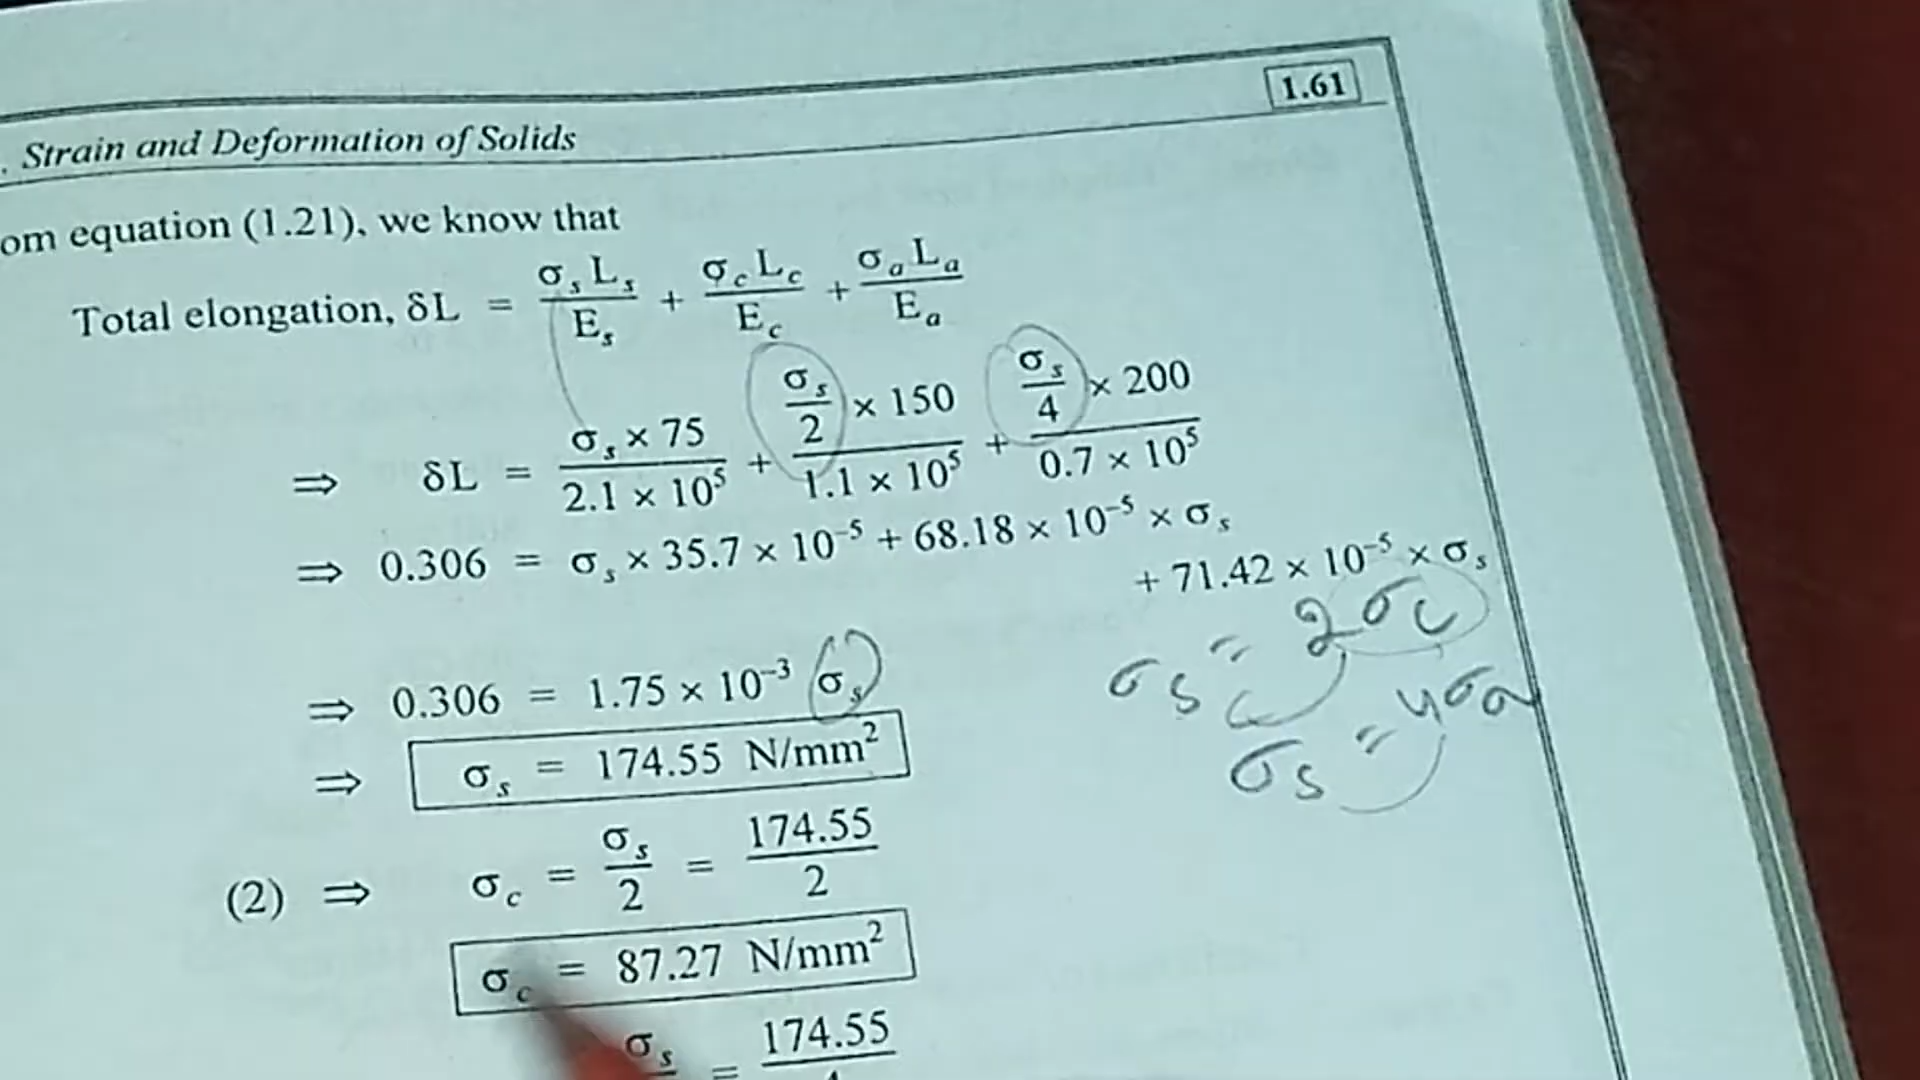 1.61
. Strain and Deformation of Solids
om equation (1.21), we know that
Total elongation, δL = σ_s L_s / E_s + σ_c L_c / E_c + σ_a L_a / E_a
⇒ δL = σ_s × 75 / 2.1 × 10^5 + σ_s/2 × 150 / 1.1 × 10^5 + σ_s/4 × 200 / 0.7 × 10^5
⇒ 0.306 = σ_s × 35.7 × 10^-5 + 68.18 × 10^-5 × σ_s
+ 71.42 × 10^-5 × σ_s
σ_s = 2σ_c
⇒ 0.306 = 1.75 × 10^-3 σ_s
σ_s = 4σ_a
⇒ σ_s = 174.55 N/mm^2
(2) ⇒ σ_c = σ_s / 2 = 174.55 / 2
σ_c = 87.27 N/mm^2
σ_s = 174.55